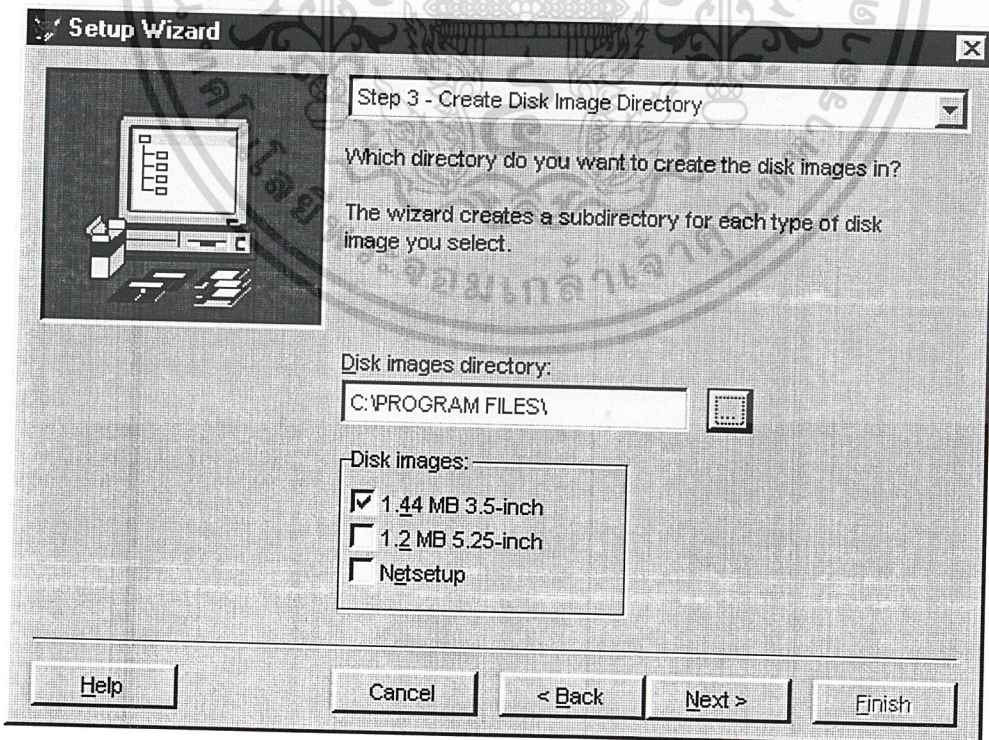 Setup Wizard
Step 3 - Create Disk Image Directory
Which directory do you want to create the disk images in?
The wizard creates a subdirectory for each type of disk
image you select.
Disk images directory:
C:\PROGRAM FILES\
...
Disk images:
1.44 MB 3.5-inch
1.2 MB 5.25-inch
Netsetup
Help
Cancel
< Back
Next >
Finish